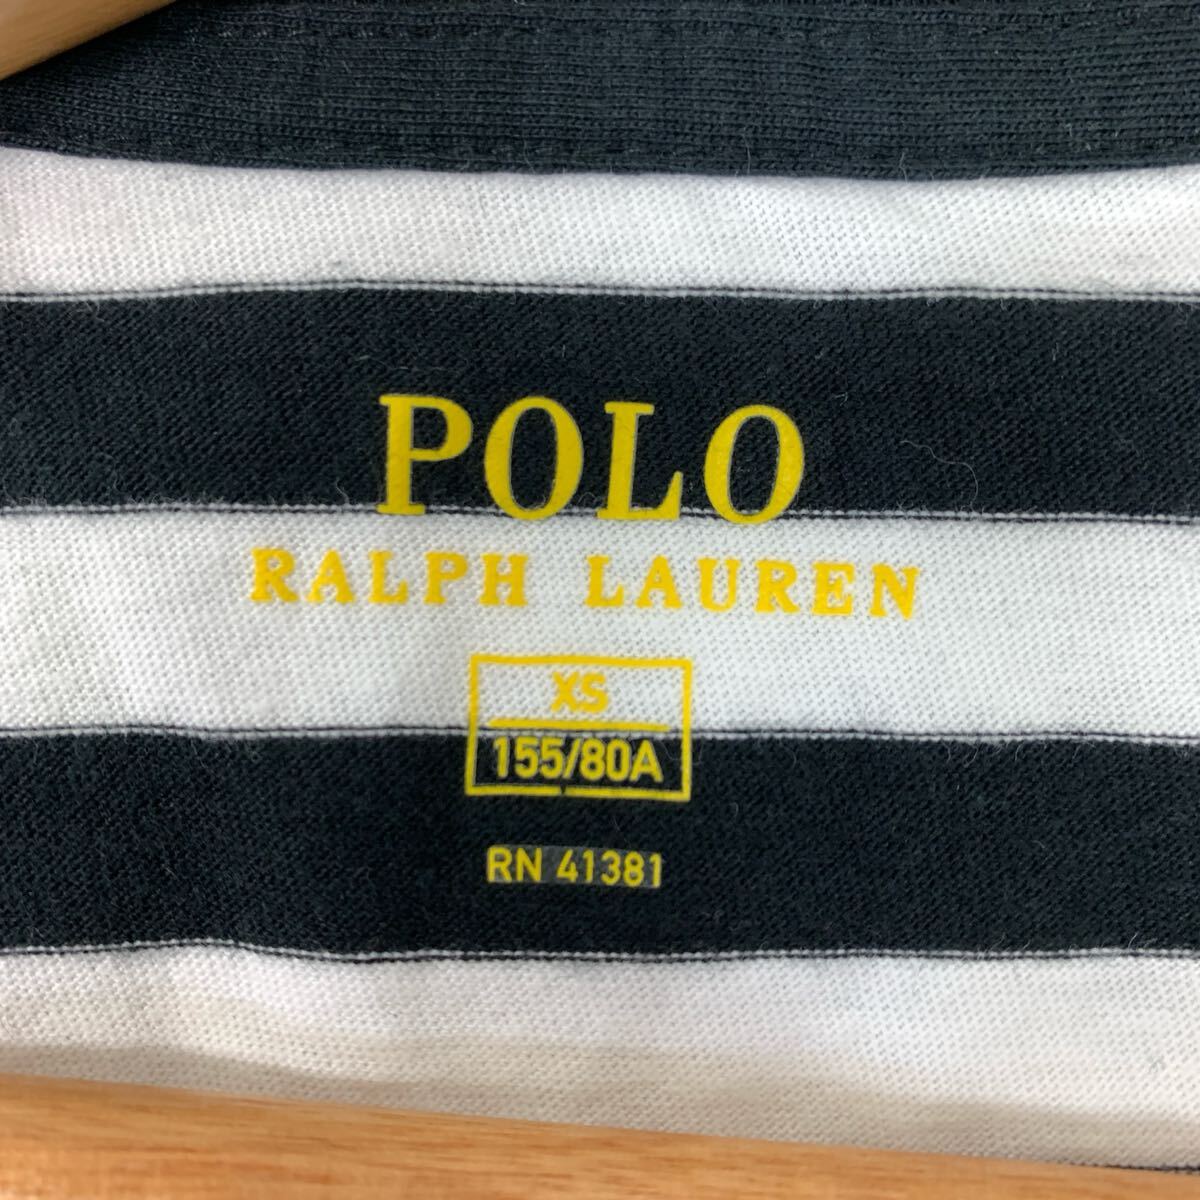 POLO
RALPH LAUREN
XS
155/80A
RN 41381